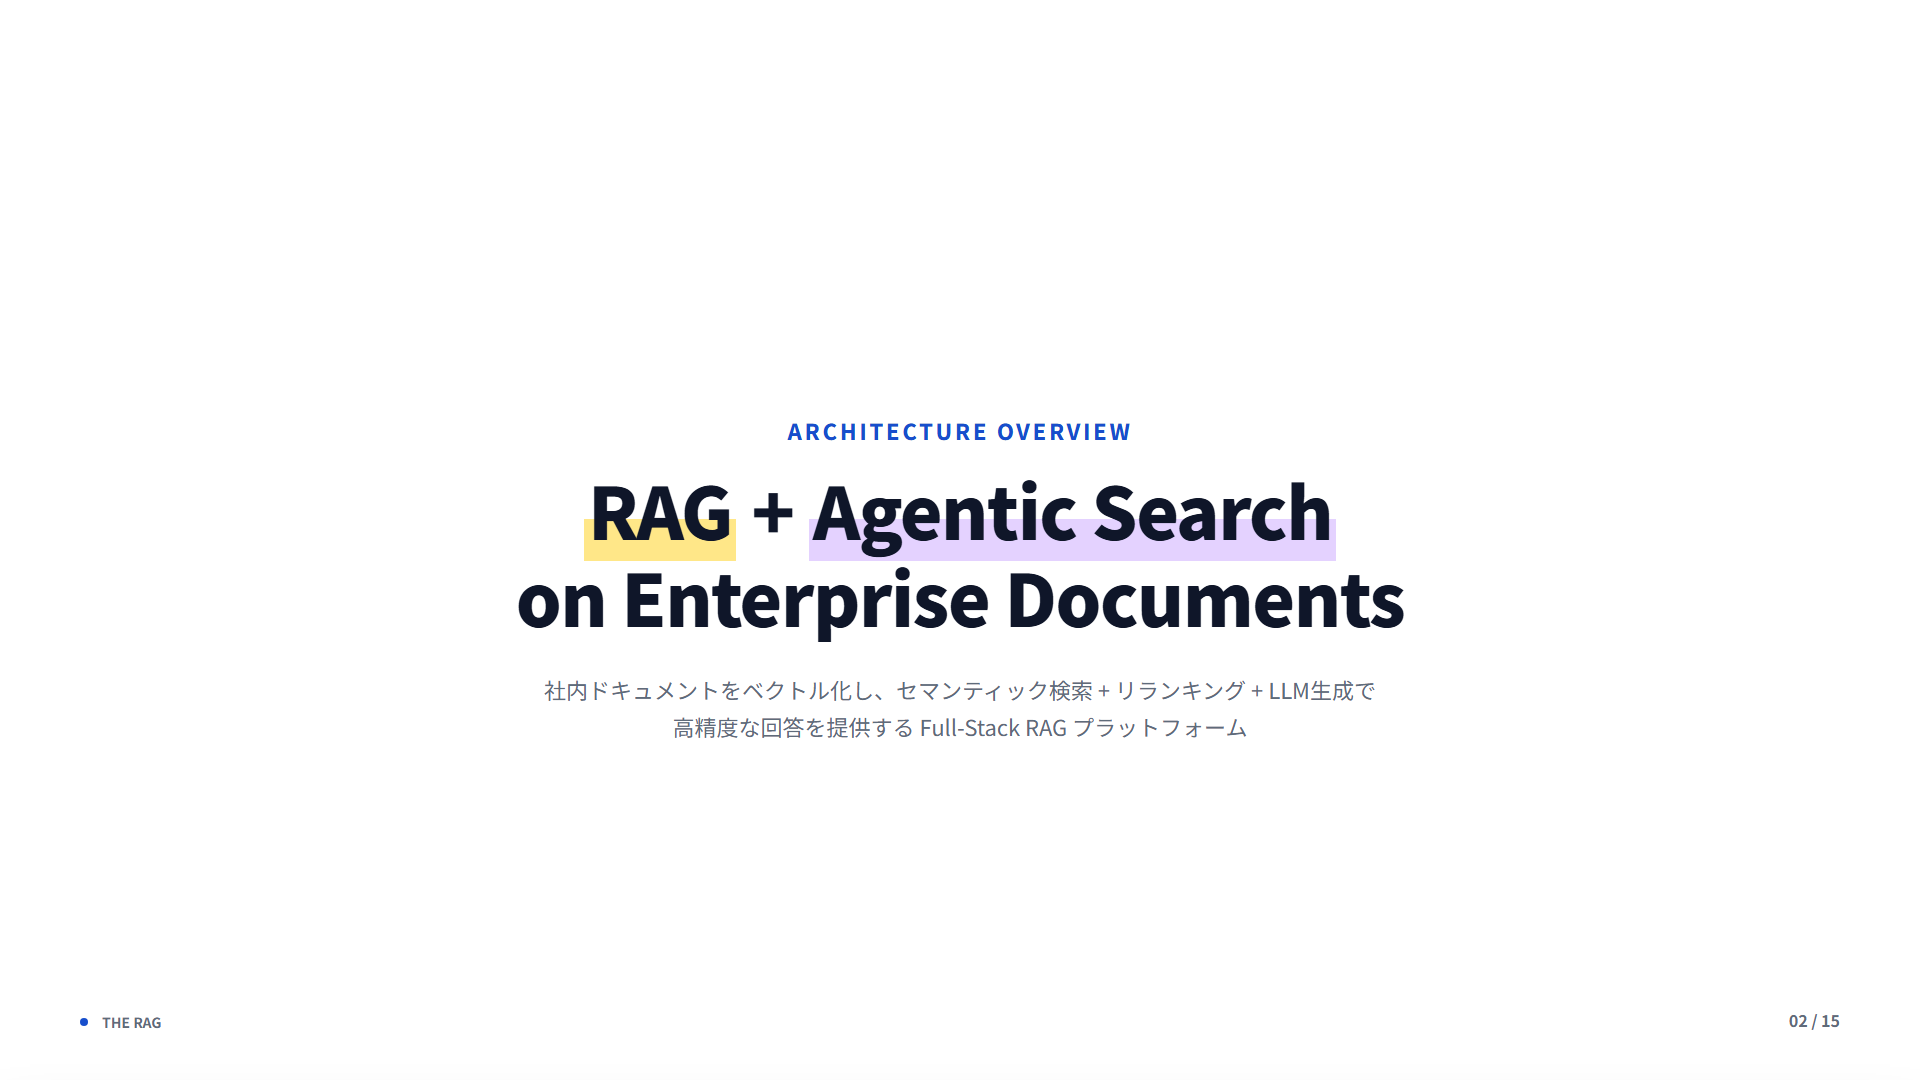 ARCHITECTURE OVERVIEW
RAG + Agentic Search
on Enterprise Documents
社内ドキュメントをベクトル化し、セマンティック検索 + リランキング + LLM生成で
高精度な回答を提供する Full-Stack RAG プラットフォーム
THE RAG
02 / 15